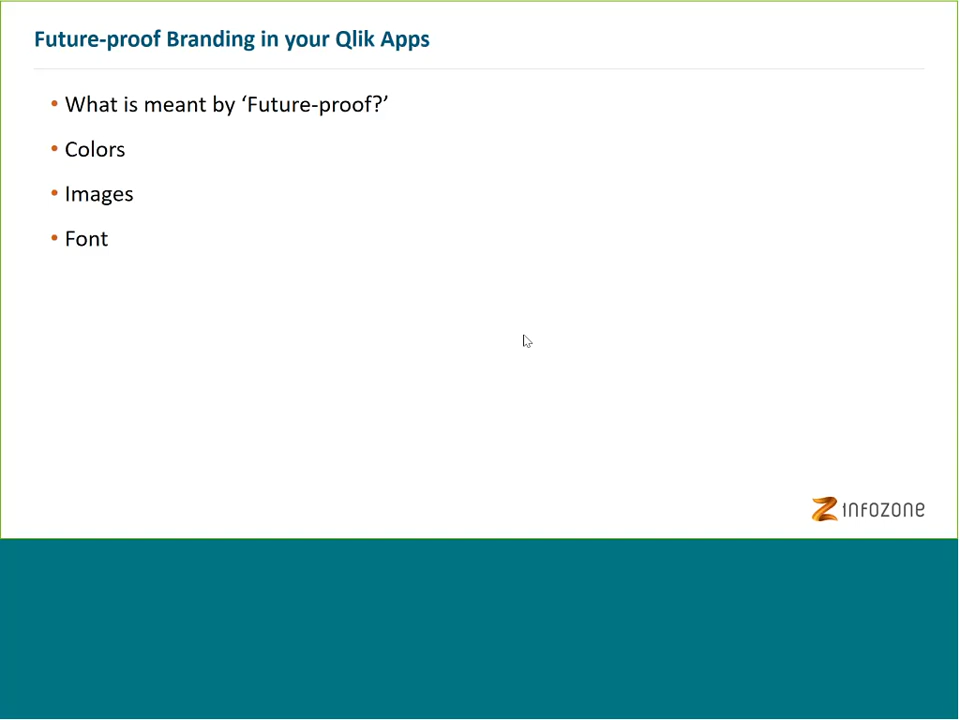 Future-proof Branding in your Qlik Apps
• What is meant by ‘Future-proof?’
• Colors
• Images
• Font
infozone